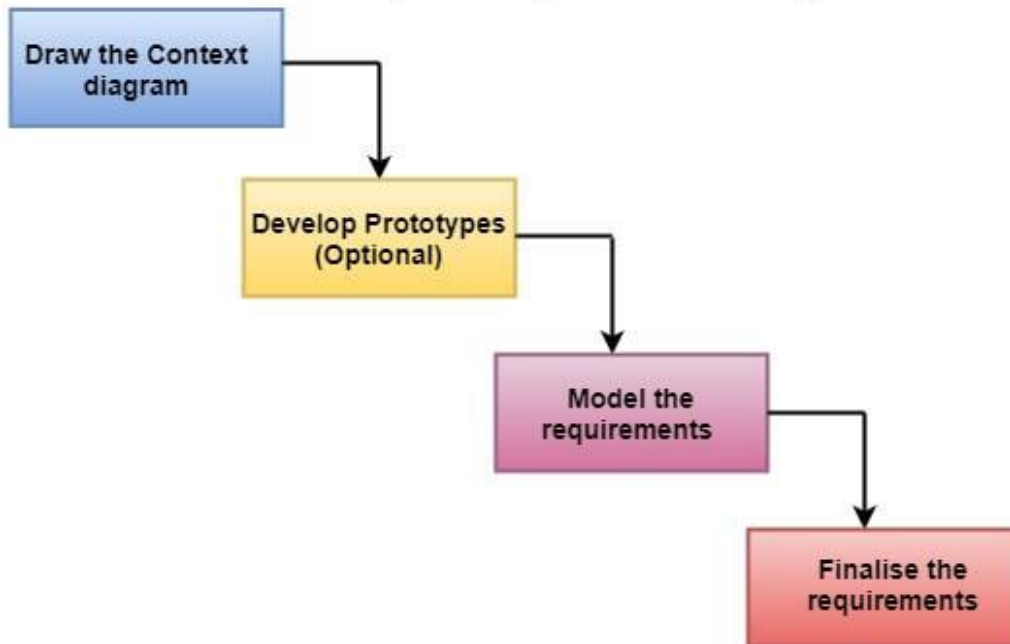 Draw the Context
diagram
Develop Prototypes
(Optional)
Model the
requirements
Finalise the
requirements